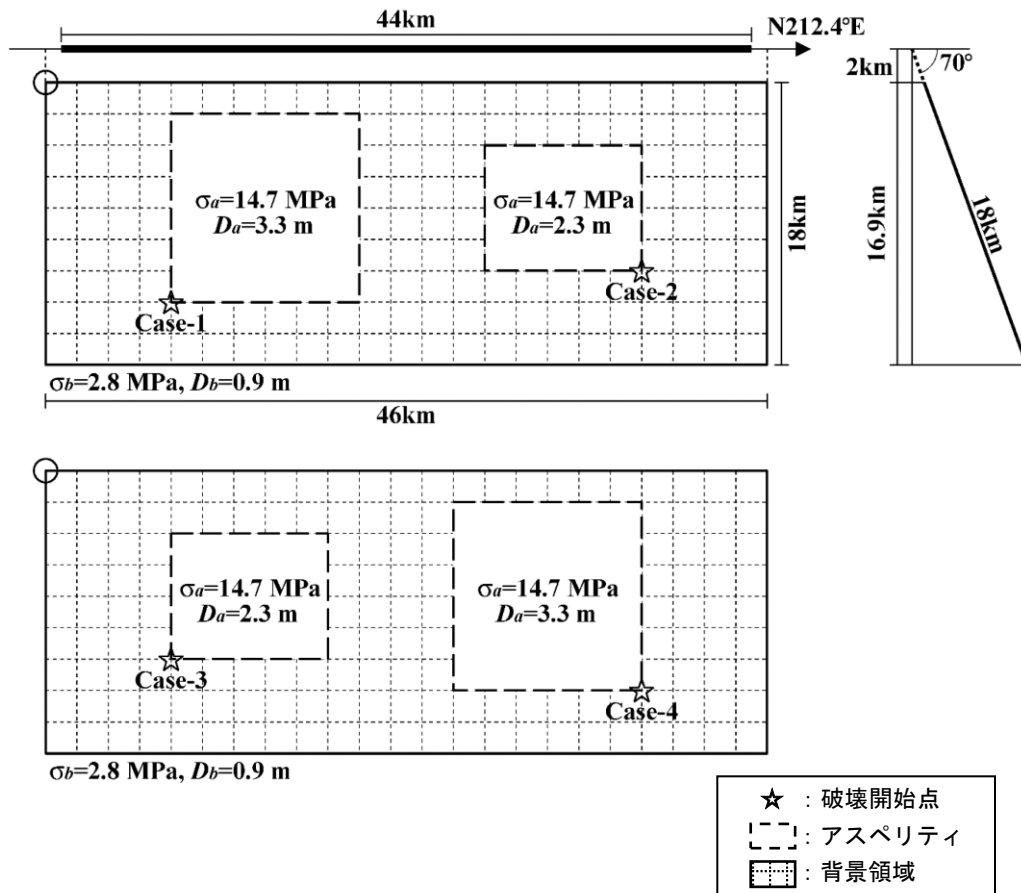 44km
N212.4°E
2km
70°
σa=14.7 MPa
Da=3.3 m
σa=14.7 MPa
Da=2.3 m
18km
16.9km
18km
Case-1
Case-2
σb=2.8 MPa, Db=0.9 m
46km
σa=14.7 MPa
Da=2.3 m
σa=14.7 MPa
Da=3.3 m
Case-3
Case-4
σb=2.8 MPa, Db=0.9 m
☆ : 破壊開始点
: アスペリティ
: 背景領域